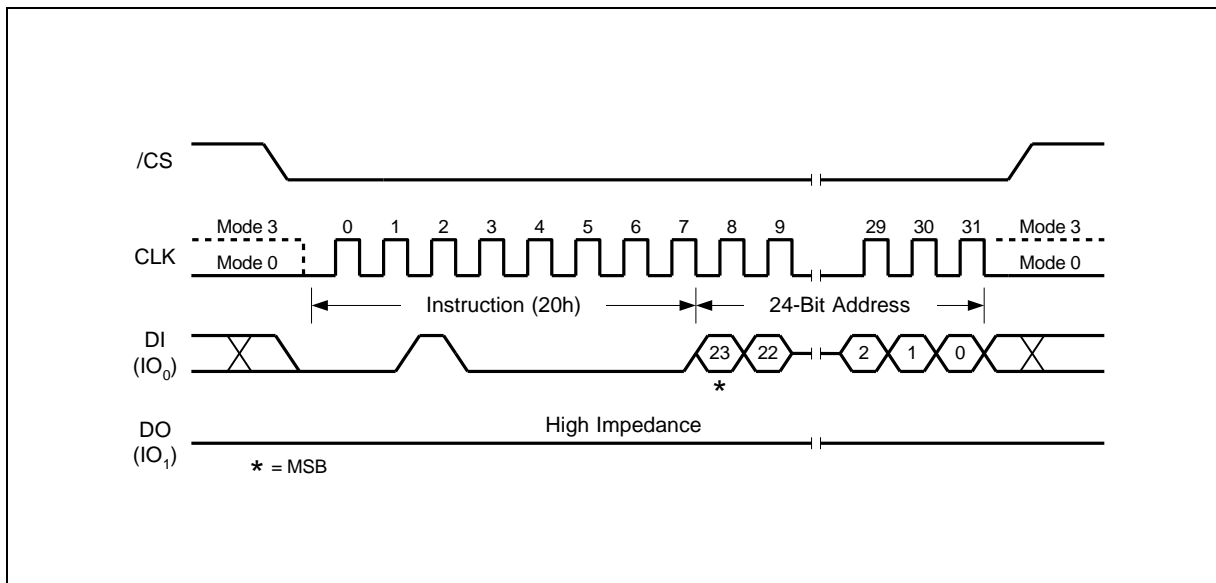 /CS
Mode 3 0 1 2 3 4 5 6 7 8 9 29 30 31 Mode 3
CLK
Mode 0 Mode 0
Instruction (20h) 24-Bit Address
DI
(IO0)
23 22 2 1 0
*
High Impedance
DO
(IO1)
* = MSB